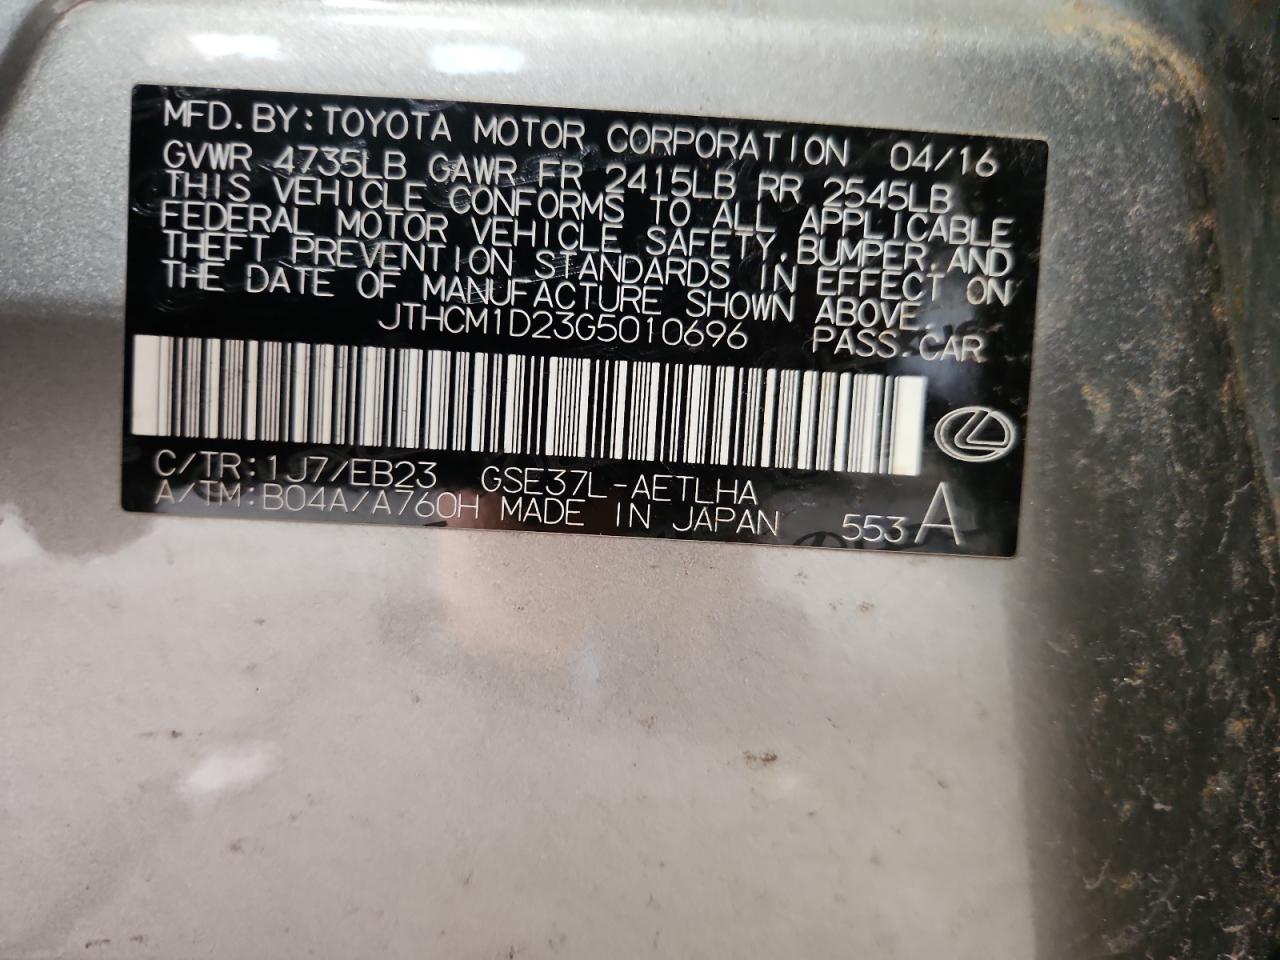 MFD.BY:TOYOTA MOTOR CORPORATION 04/16
GVWR 4735LB GAWR FR 2415LB RR 2545LB
THIS VEHICLE CONFORMS TO ALL APPLICABLE
FEDERAL MOTOR VEHICLE SAFETY,BUMPER,AND
THEFT PREVENTION STANDARDS IN EFFECT ON
THE DATE OF MANUFACTURE SHOWN ABOVE.
JTHCM1D23G5010696 PASS.CAR
C/TR:1J7/EB23 GSE37L-AETLHA
A/TM:B04A/A760H MADE IN JAPAN 553 A